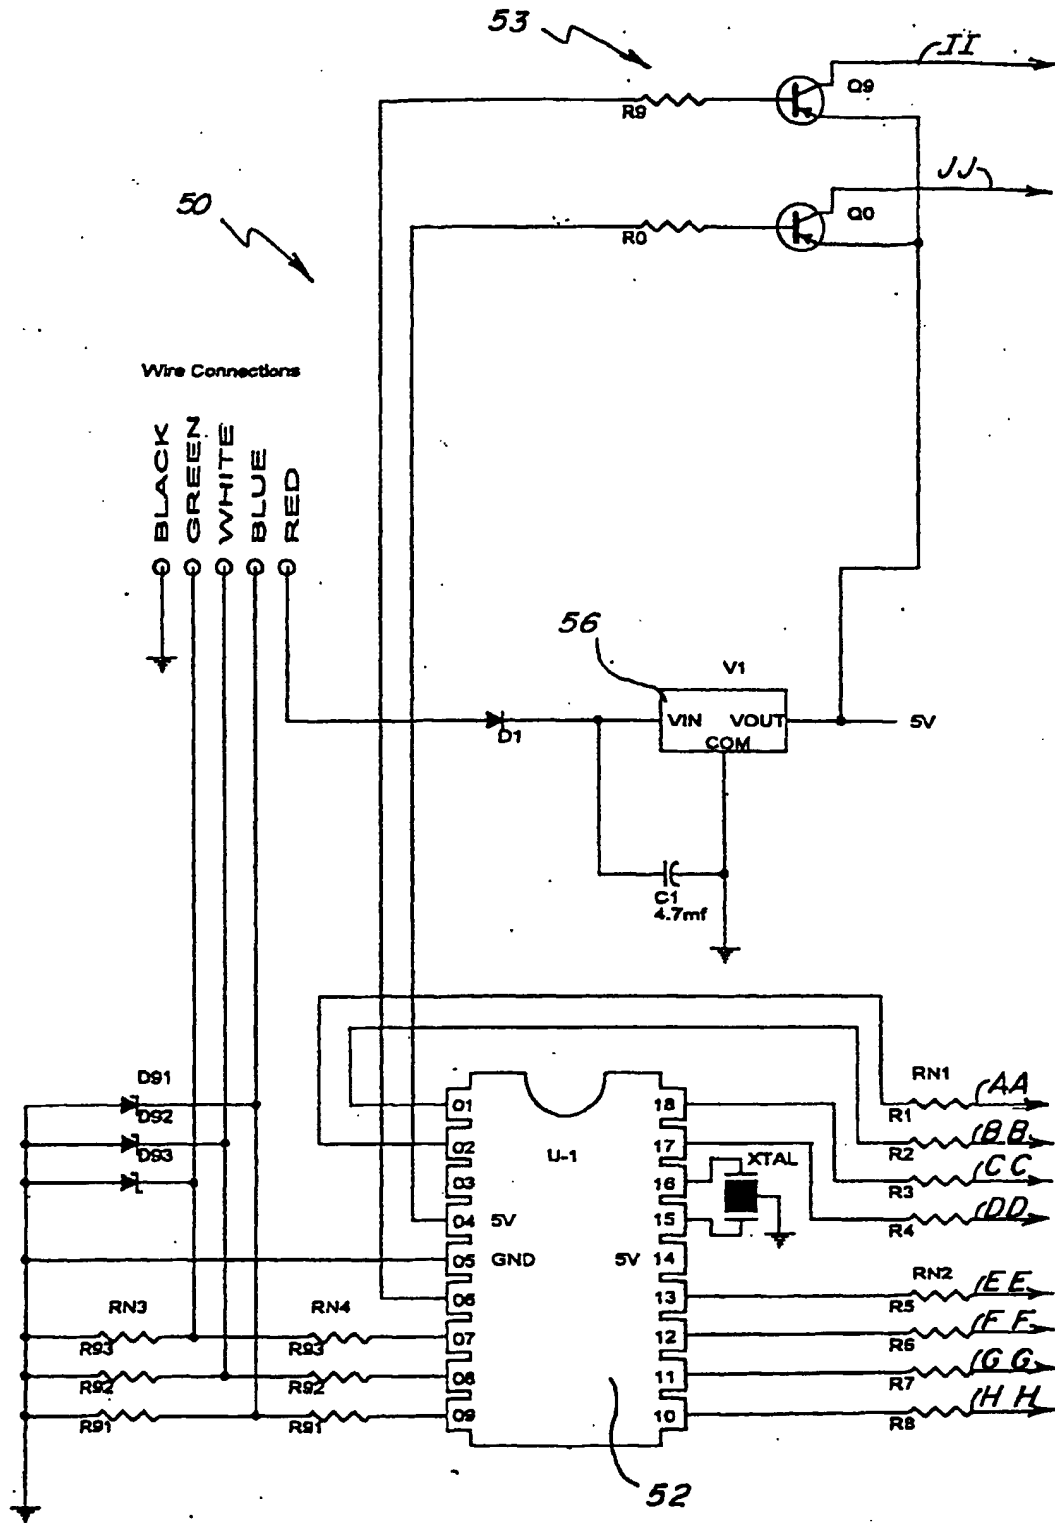 53
II
Q9
R9
JJ
50
Q0
R0
Wire Connections
BLACK
GREEN
WHITE
BLUE
RED
56
V1
VIN VOUT
COM
5V
D1
C1
4.7mf
D91
D92
D93
RN1
AA
R1
BB
R2
CC
R3
DD
R4
RN2
EE
R5
FF
R6
GG
R7
HH
R8
XTAL
U-1
01
02
03
04 5V
05 GND
06
07
08
09
18
17
16
15
5V 14
13
12
11
10
RN3
RN4
R93
R93
R92
R92
R91
R91
52